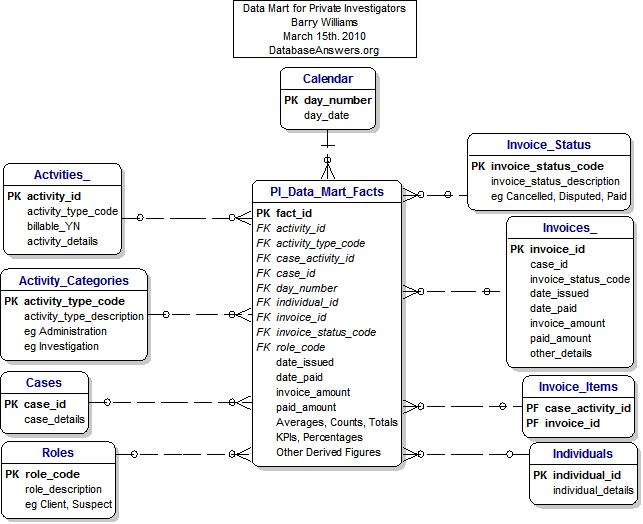 Data Mart for Private Investigators
Barry Williams
March 15th. 2010
DatabaseAnswers.org
Calendar
PK day_number
day_date
Actvities_
PK activity_id
activity_type_code
billable_YN
activity_details
Activity_Categories
PK activity_type_code
activity_type_description
eg Administration
eg Investigation
Cases
PK case_id
case_details
Roles
PK role_code
role_description
eg Client, Suspect
PI_Data_Mart_Facts
PK fact_id
FK activity_id
FK activity_type_code
FK case_activity_id
FK case_id
FK day_number
FK individual_id
FK invoice_id
FK invoice_status_code
FK role_code
date_issued
date_paid
invoice_amount
paid_amount
Averages, Counts, Totals
KPIs, Percentages
Other Derived Figures
Invoice_Status
PK invoice_status_code
invoice_status_description
eg Cancelled, Disputed, Paid
Invoices_
PK invoice_id
case_id
invoice_status_code
date_issued
date_paid
invoice_amount
paid_amount
other_details
Invoice_Items
PF case_activity_id
PF invoice_id
Individuals
PK individual_id
individual_details